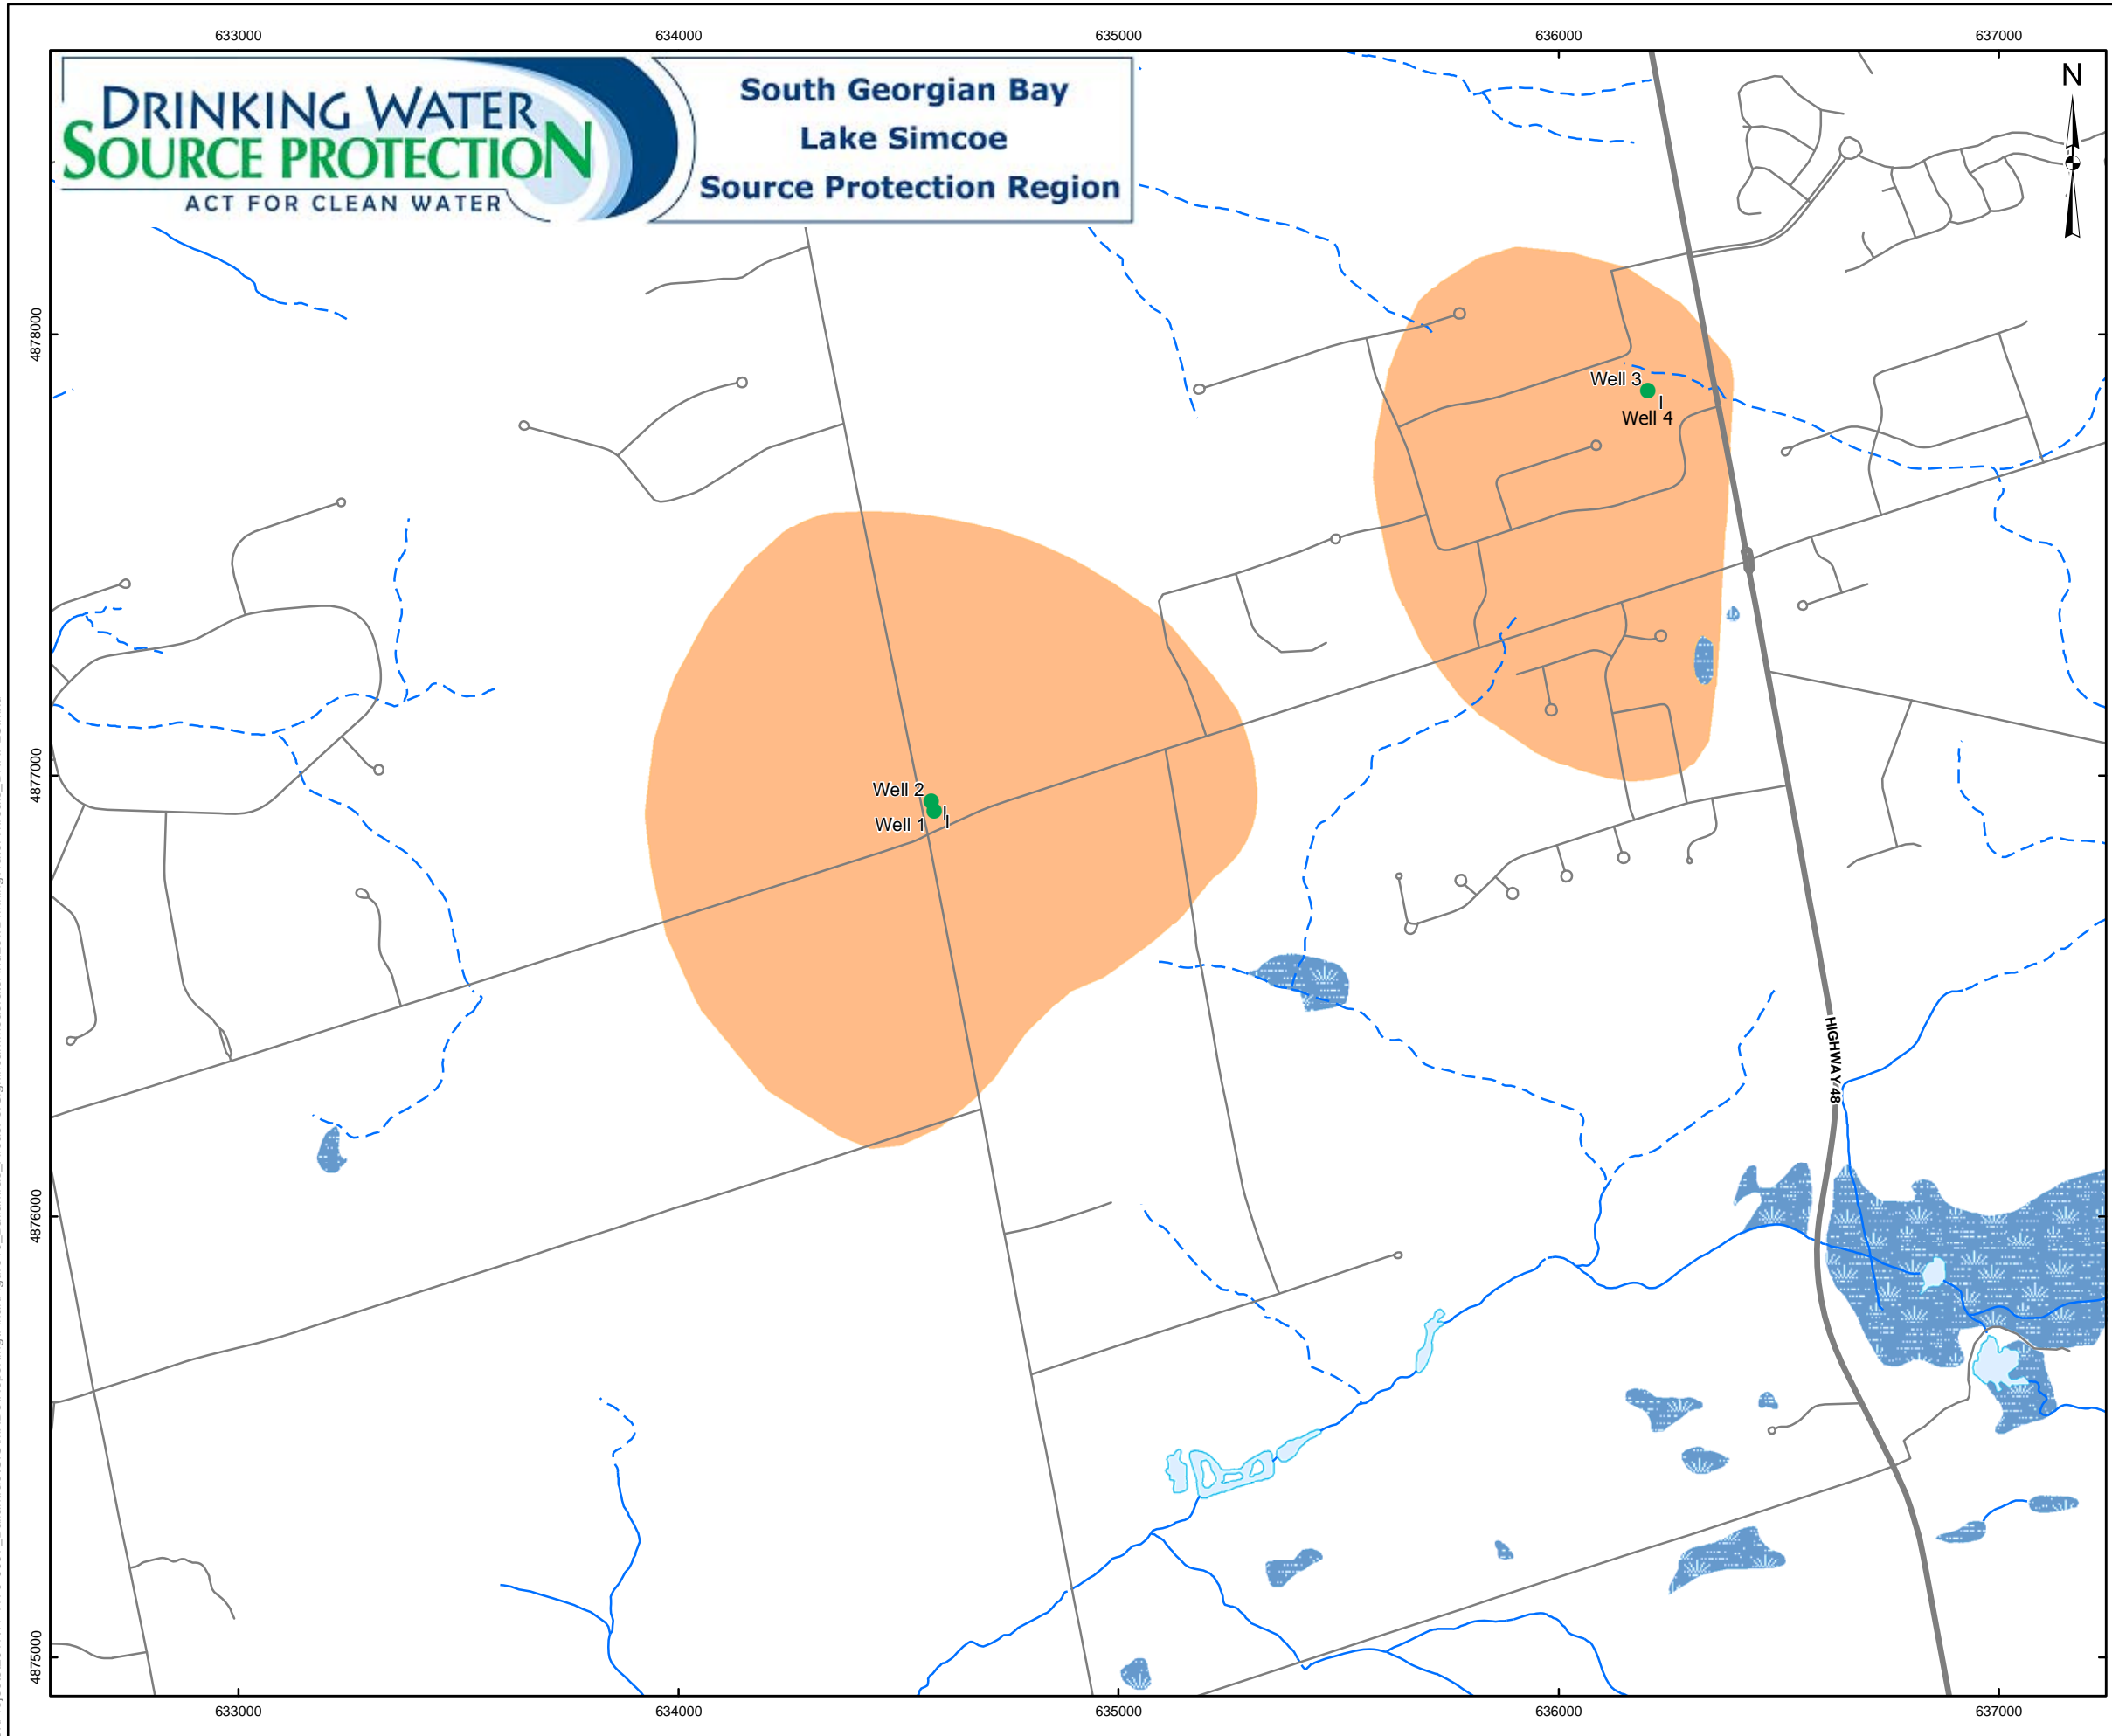 633000 634000 635000 636000 637000
DRINKING WATER
SOURCE PROTECTION
ACT FOR CLEAN WATER
South Georgian Bay
Lake Simcoe
Source Protection Region
N
4878000
Well 3
Well 4
4877000
Well 2
Well 1
HIGHWAY 48
4876000
4875000
633000 634000 635000 636000 637000